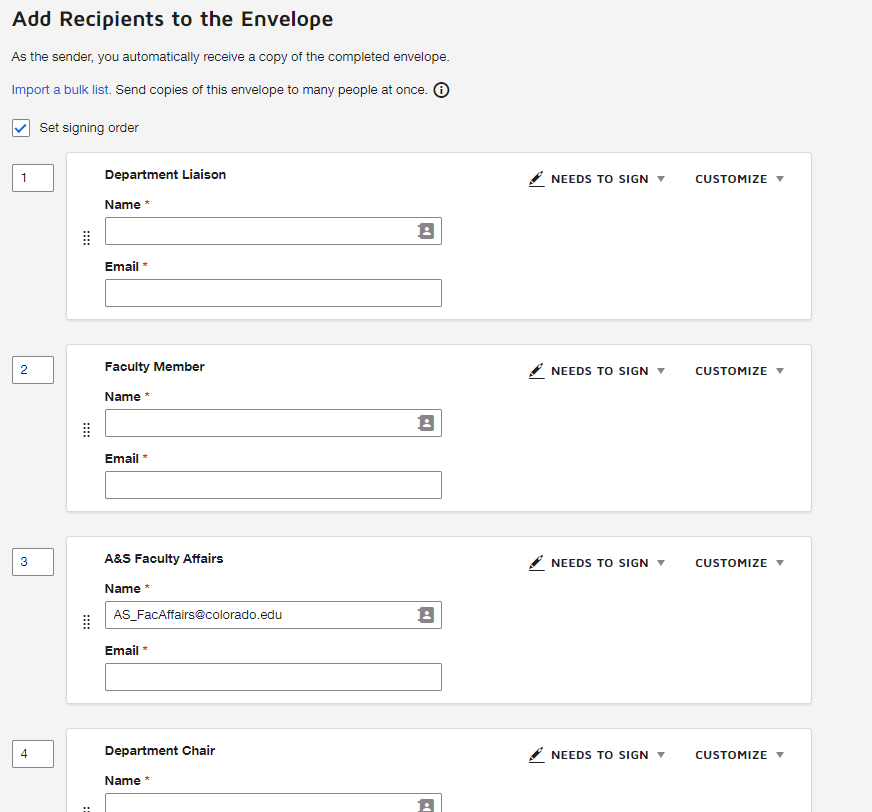 Add Recipients to the Envelope
As the sender, you automatically receive a copy of the completed envelope.
Import a bulk list. Send copies of this envelope to many people at once.
Set signing order
1
Department Liaison
NEEDS TO SIGN
CUSTOMIZE
Name *
Email *
2
Faculty Member
NEEDS TO SIGN
CUSTOMIZE
Name *
Email *
3
A&S Faculty Affairs
NEEDS TO SIGN
CUSTOMIZE
Name *
AS_FacAffairs@colorado.edu
Email *
4
Department Chair
NEEDS TO SIGN
CUSTOMIZE
Name *